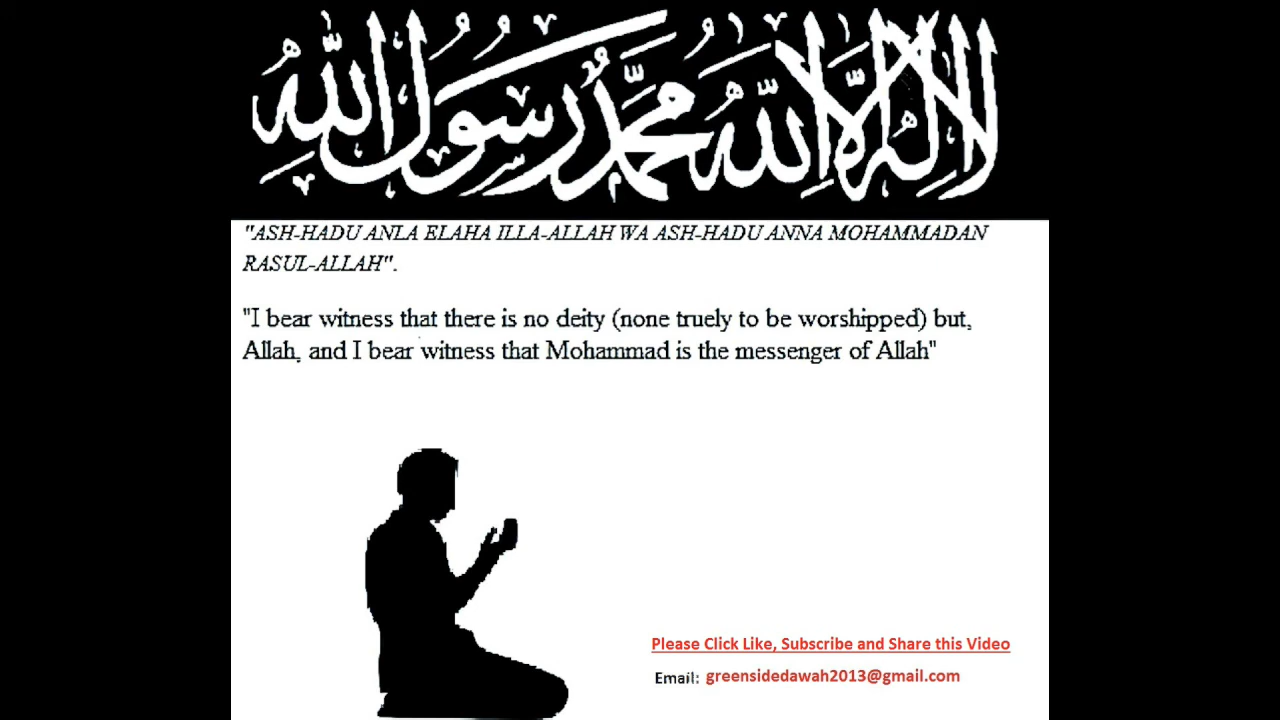 لا إله إلا الله محمد رسول الله
"ASH-HADU ANLA ELAHA ILLA-ALLAH WA ASH-HADU ANNA MOHAMMADAN
RASUL-ALLAH".
"I bear witness that there is no deity (none truely to be worshipped) but,
Allah, and I bear witness that Mohammad is the messenger of Allah"
Please Click Like, Subscribe and Share this Video
Email: greensidedawah2013@gmail.com